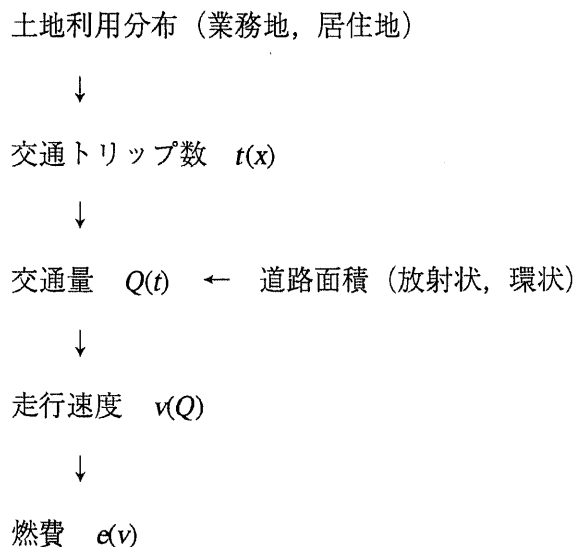 土地利用分布（業務地，居住地）
↓
交通トリップ数 t(x)
↓
交通量 Q(t) ← 道路面積（放射状，環状）
↓
走行速度 v(Q)
↓
燃費 e(v)